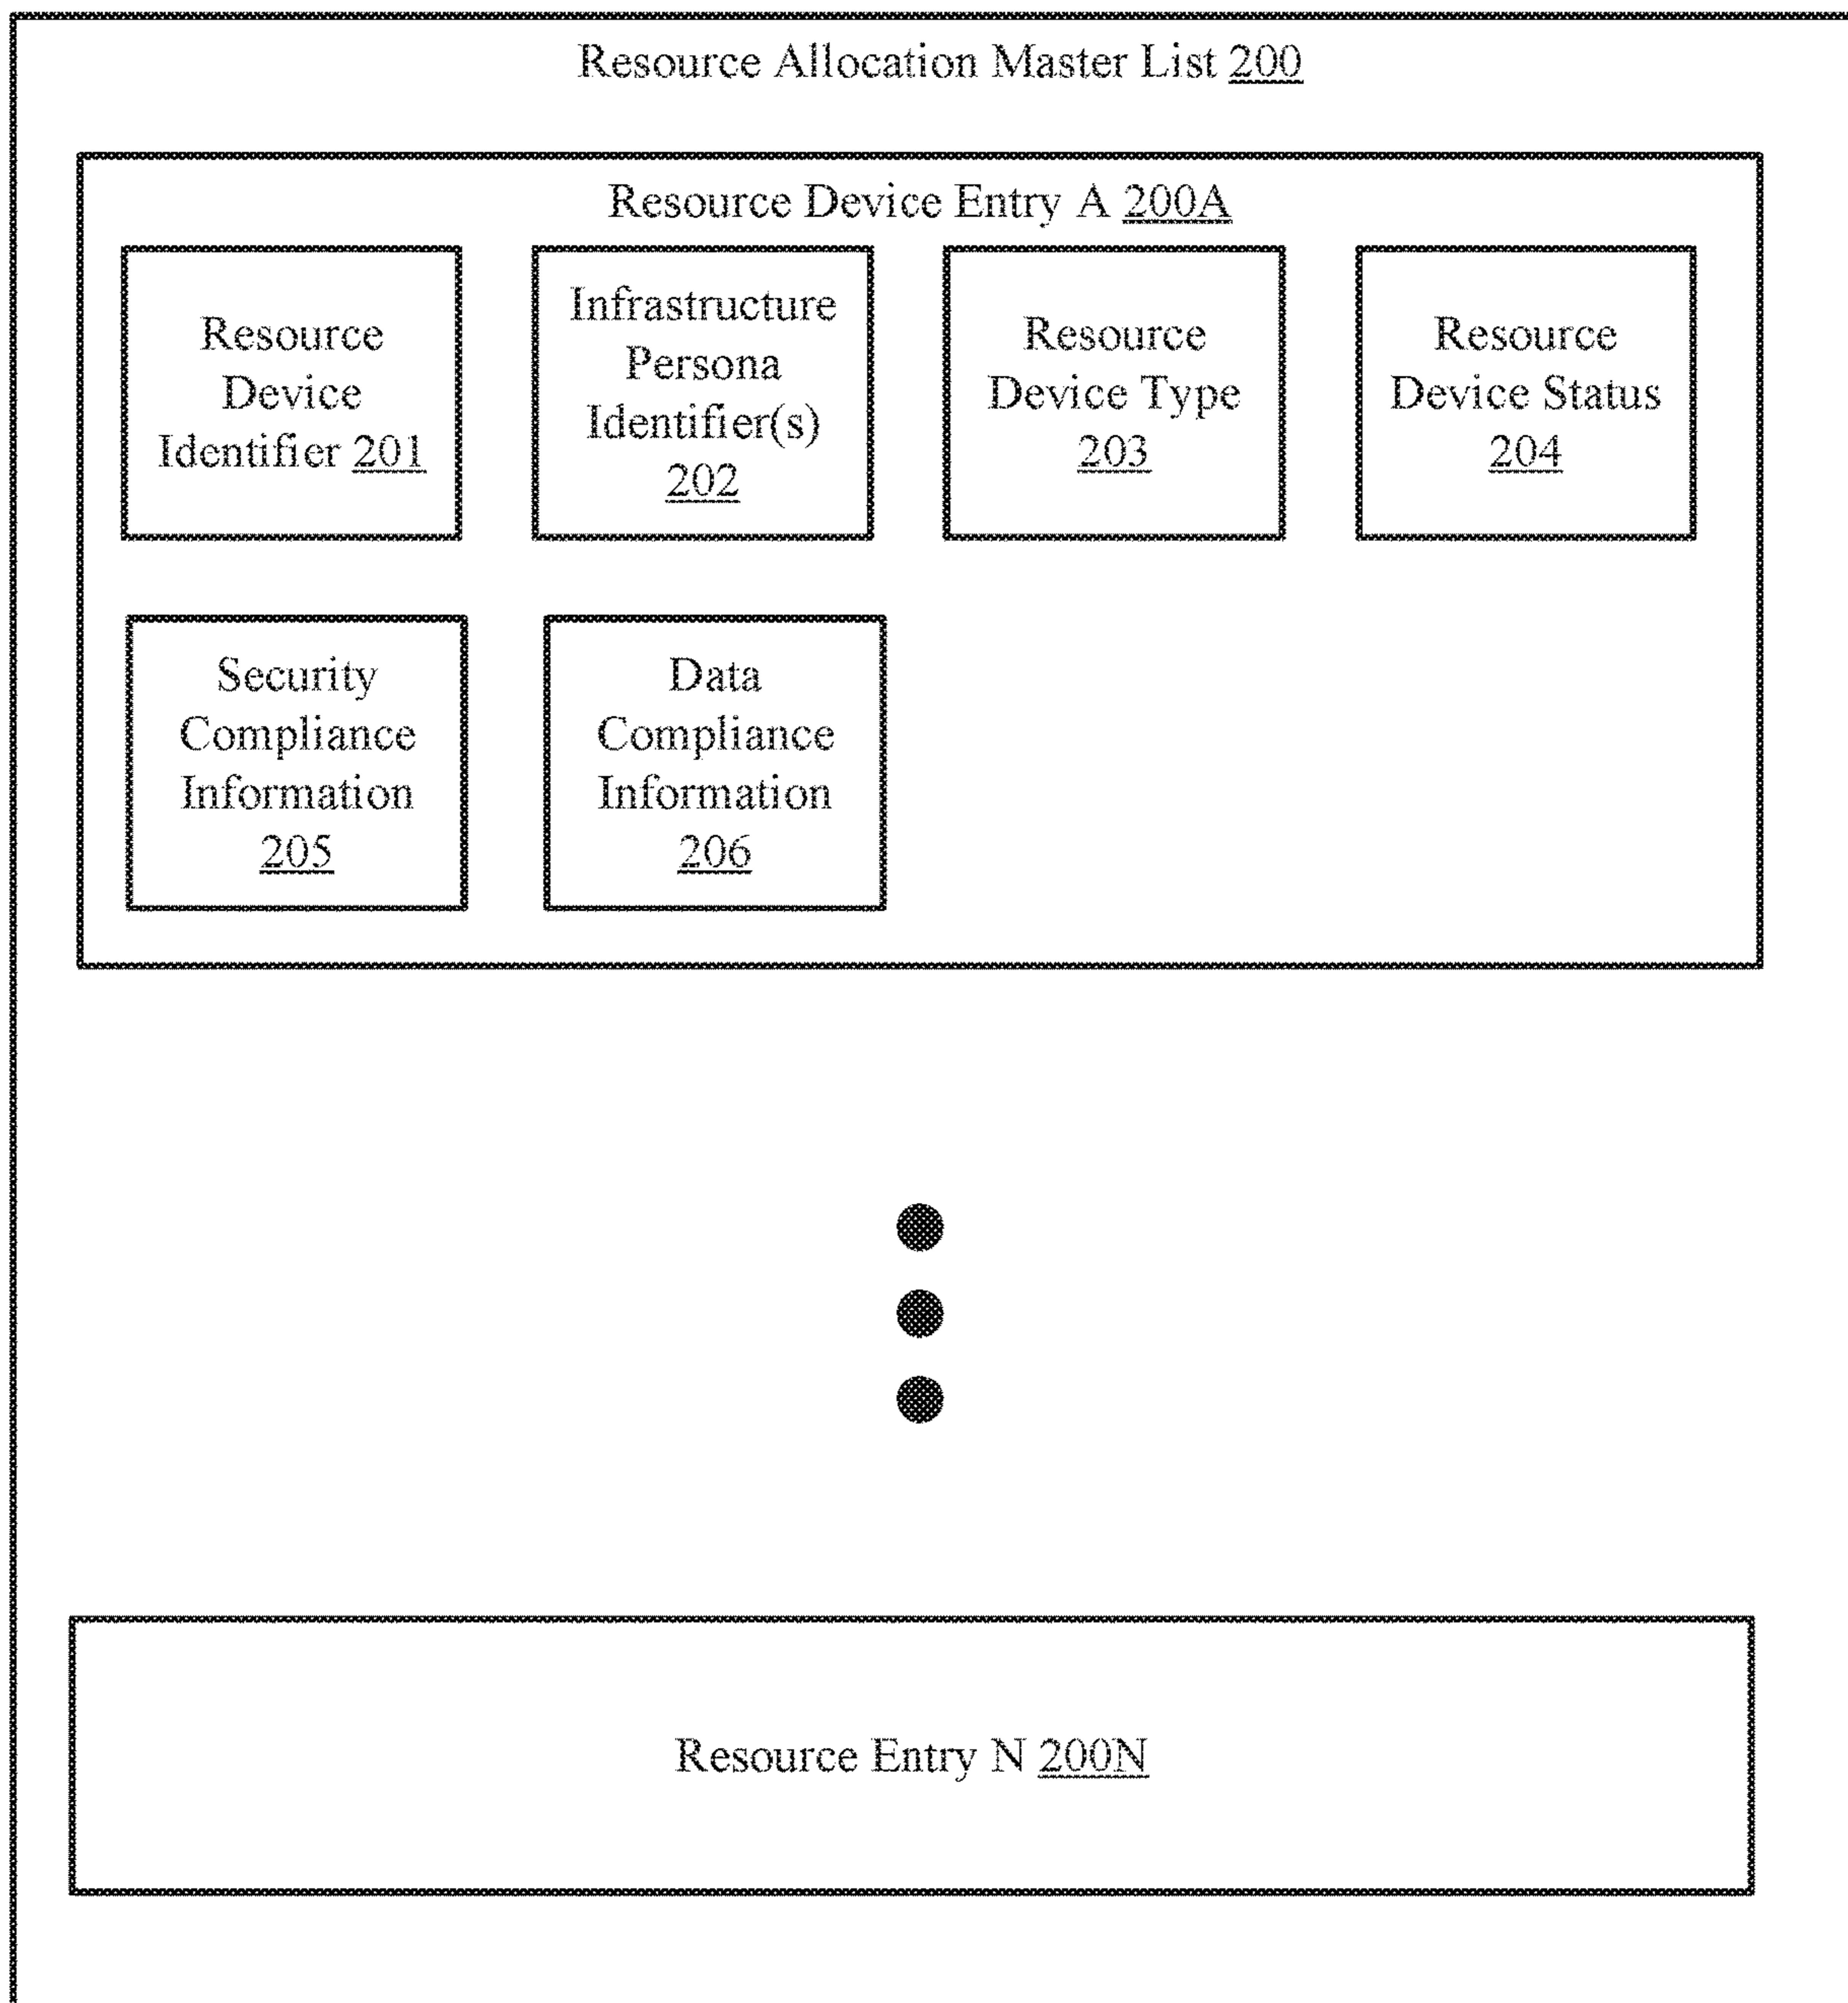 Resource Allocation Master List 200
Resource Device Entry A 200A
Resource
Device
Identifier 201
Infrastructure
Persona
Identifier(s)
202
Resource
Device Type
203
Resource
Device Status
204
Security
Compliance
Information
205
Data
Compliance
Information
206
Resource Entry N 200N